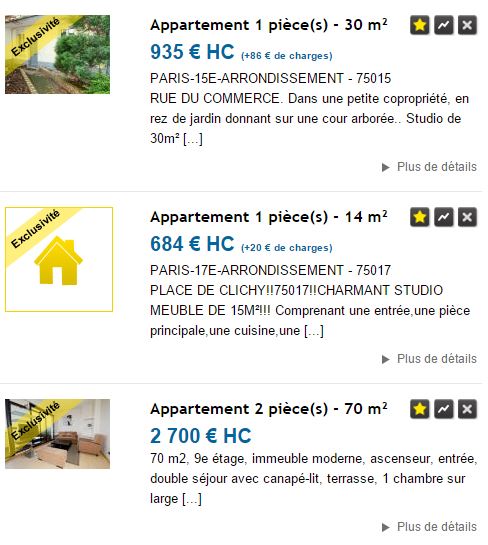 Exclusivité
Appartement 1 pièce(s) - 30 m²
935 € HC (+86 € de charges)
PARIS-15E-ARRONDISSEMENT - 75015
RUE DU COMMERCE. Dans une petite copropriété, en
rez de jardin donnant sur une cour arborée.. Studio de
30m² [...]
Plus de détails
Exclusivité
Appartement 1 pièce(s) - 14 m²
684 € HC (+20 € de charges)
PARIS-17E-ARRONDISSEMENT - 75017
PLACE DE CLICHY!!75017!!CHARMANT STUDIO
MEUBLE DE 15M²!!! Comprenant une entrée,une pièce
principale,une cuisine,une [...]
Plus de détails
Exclusivité
Appartement 2 pièce(s) - 70 m²
2 700 € HC
70 m2, 9e étage, immeuble moderne, ascenseur, entrée,
double séjour avec canapé-lit, terrasse, 1 chambre sur
large [...]
Plus de détails